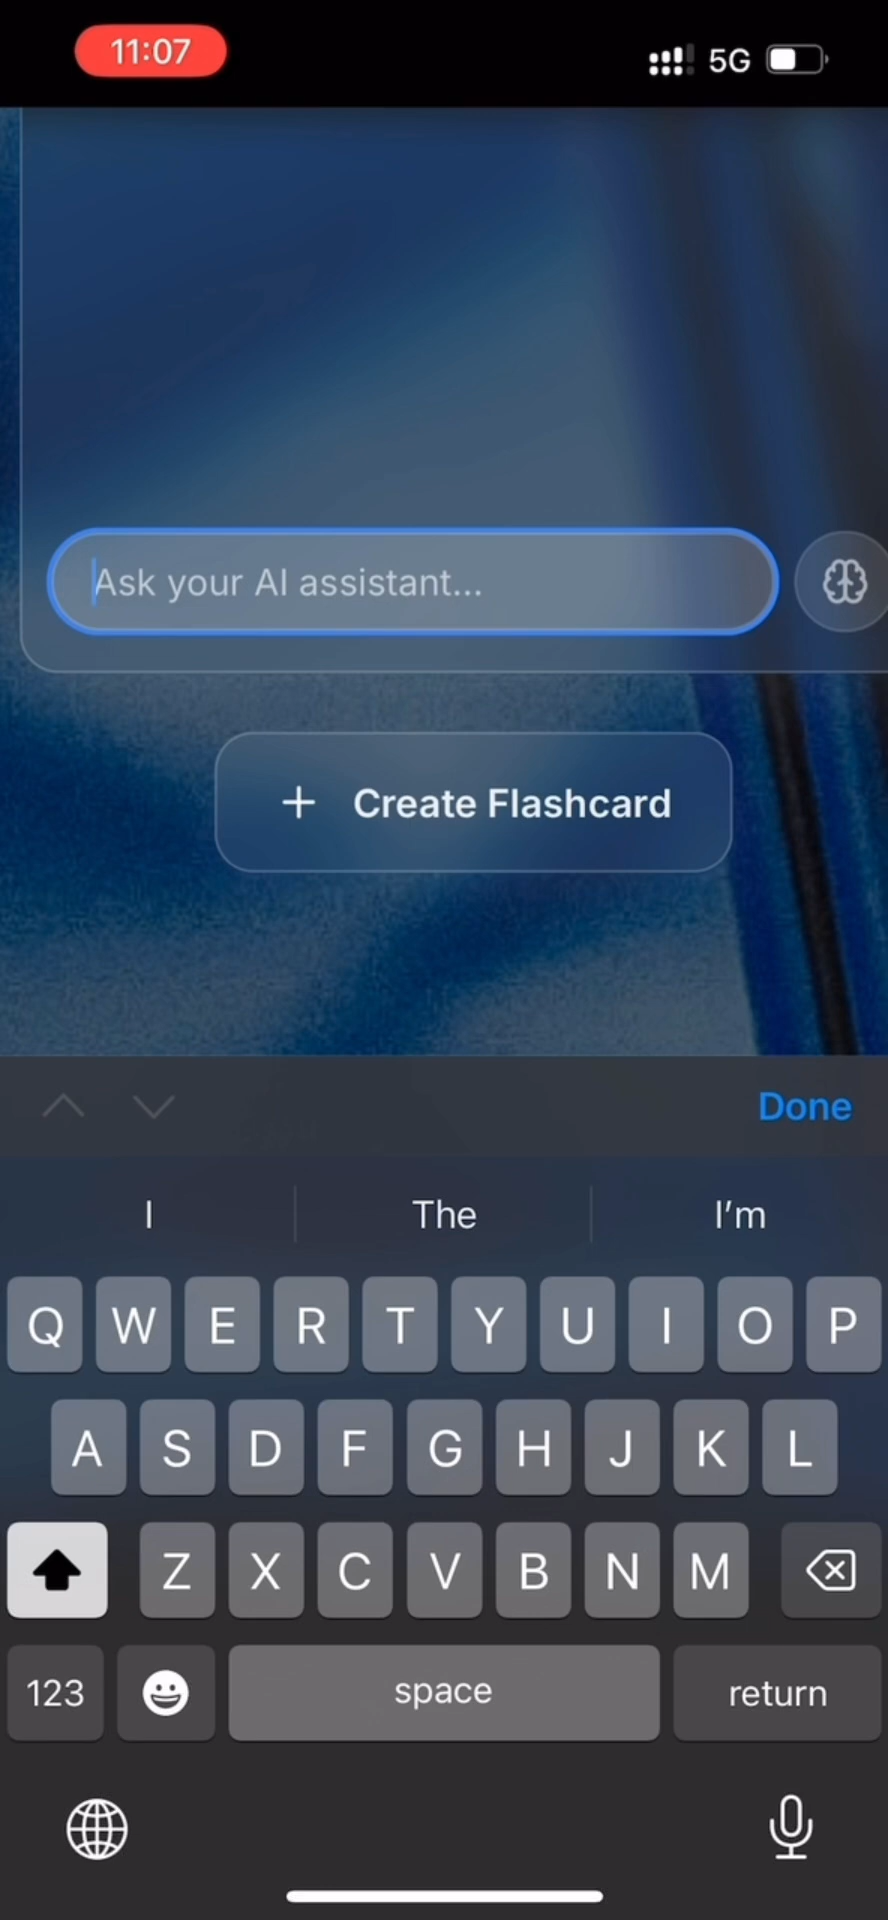 11:07 5G
Ask your AI assistant...
+ Create Flashcard
Done
I The I'm
Q W E R T Y U I O P
A S D F G H J K L
Z X C V B N M
123 space return